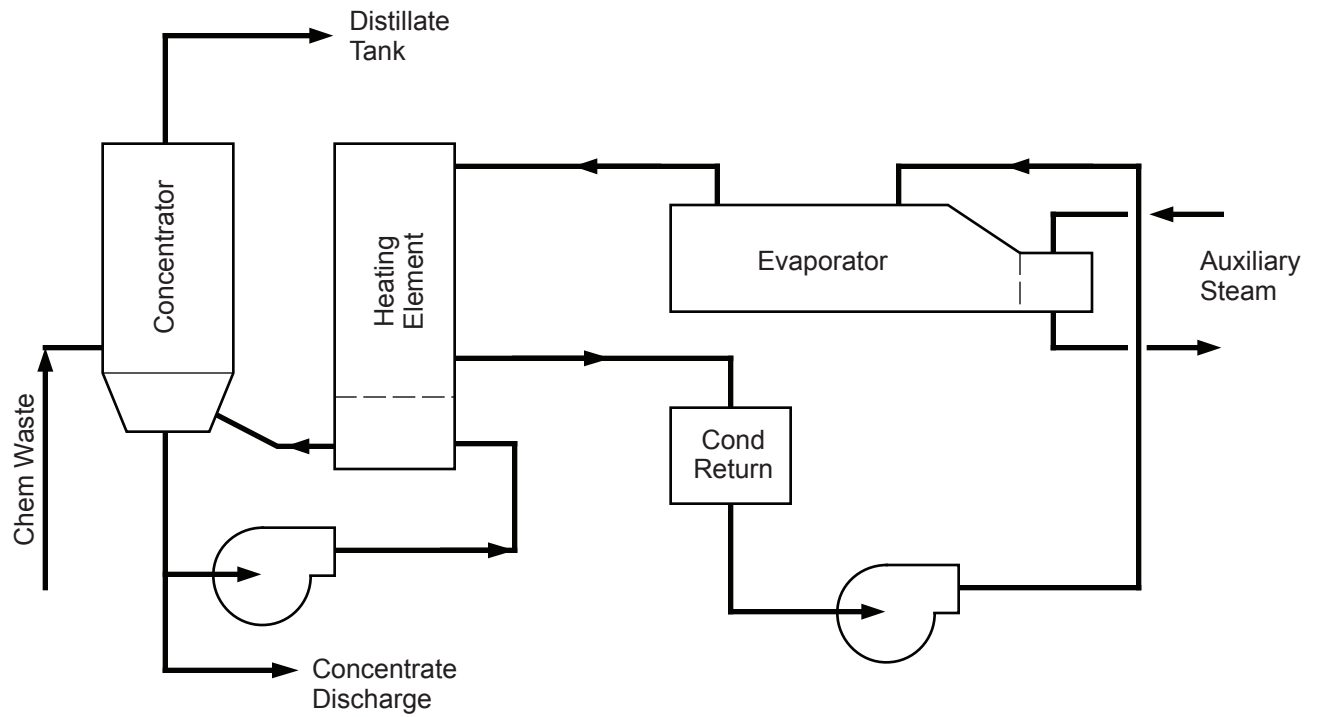 Distillate
Tank
Concentrator
Heating
Element
Evaporator
Auxiliary
Steam
Chem Waste
Cond
Return
Concentrate
Discharge